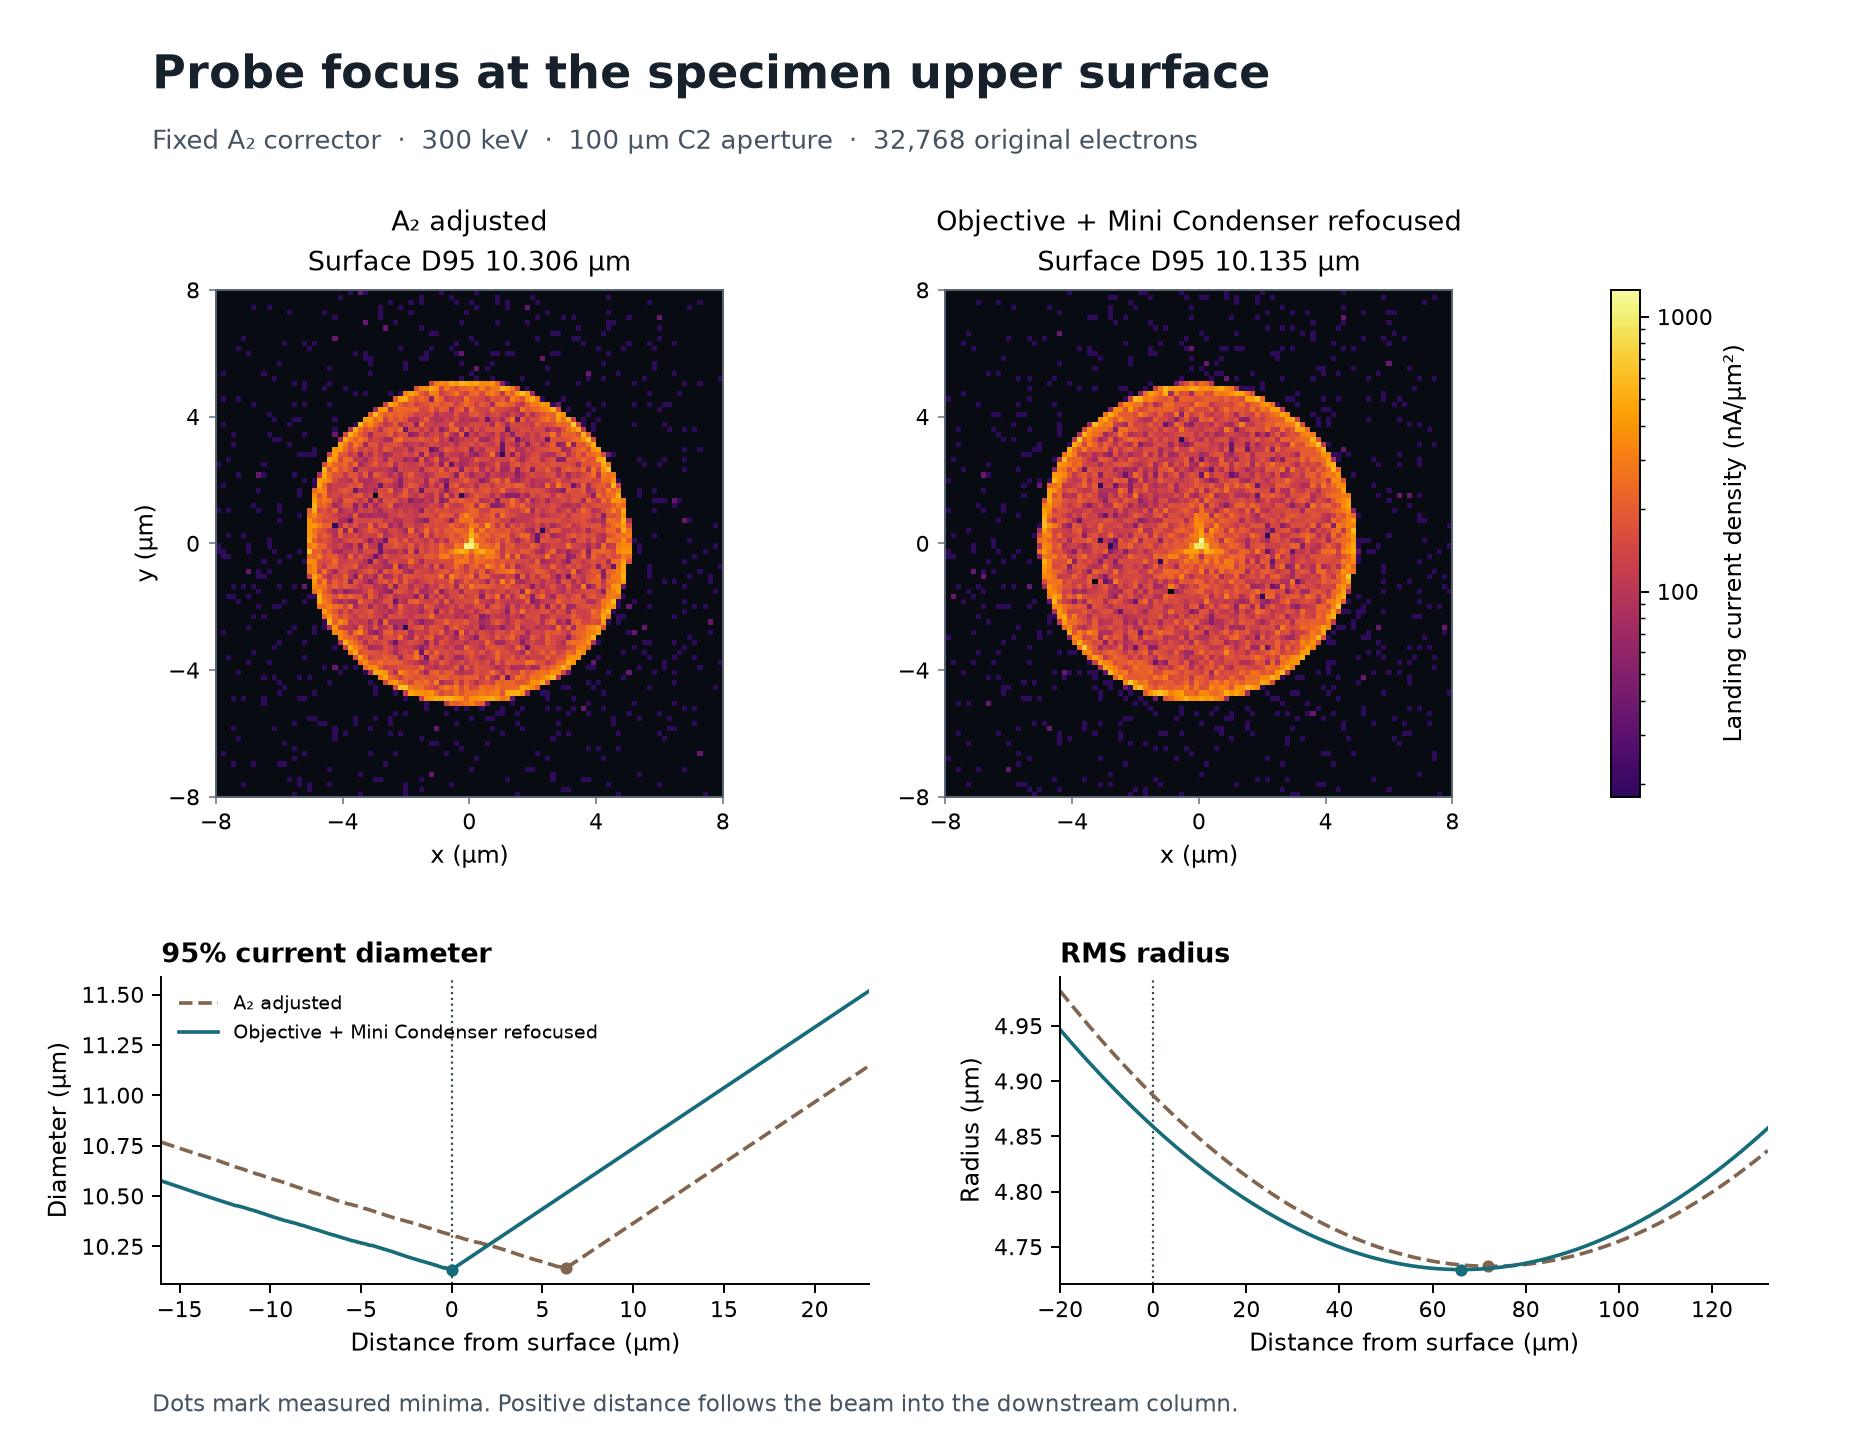 Probe focus at the specimen upper surface
Fixed A₂ corrector · 300 keV · 100 µm C2 aperture · 32,768 original electrons
A₂ adjusted
Surface D95 10.306 µm
Objective + Mini Condenser refocused
Surface D95 10.135 µm
8
4
0
−4
−8
y (µm)
−8
−4
0
4
8
x (µm)
8
4
0
−4
−8
−8
−4
0
4
8
x (µm)
1000
100
Landing current density (nA/µm²)
95% current diameter
11.50
11.25
11.00
10.75
10.50
10.25
Diameter (µm)
A₂ adjusted
Objective + Mini Condenser refocused
−15
−10
−5
0
5
10
15
20
Distance from surface (µm)
RMS radius
4.95
4.90
4.85
4.80
4.75
Radius (µm)
−20
0
20
40
60
80
100
120
Distance from surface (µm)
Dots mark measured minima. Positive distance follows the beam into the downstream column.